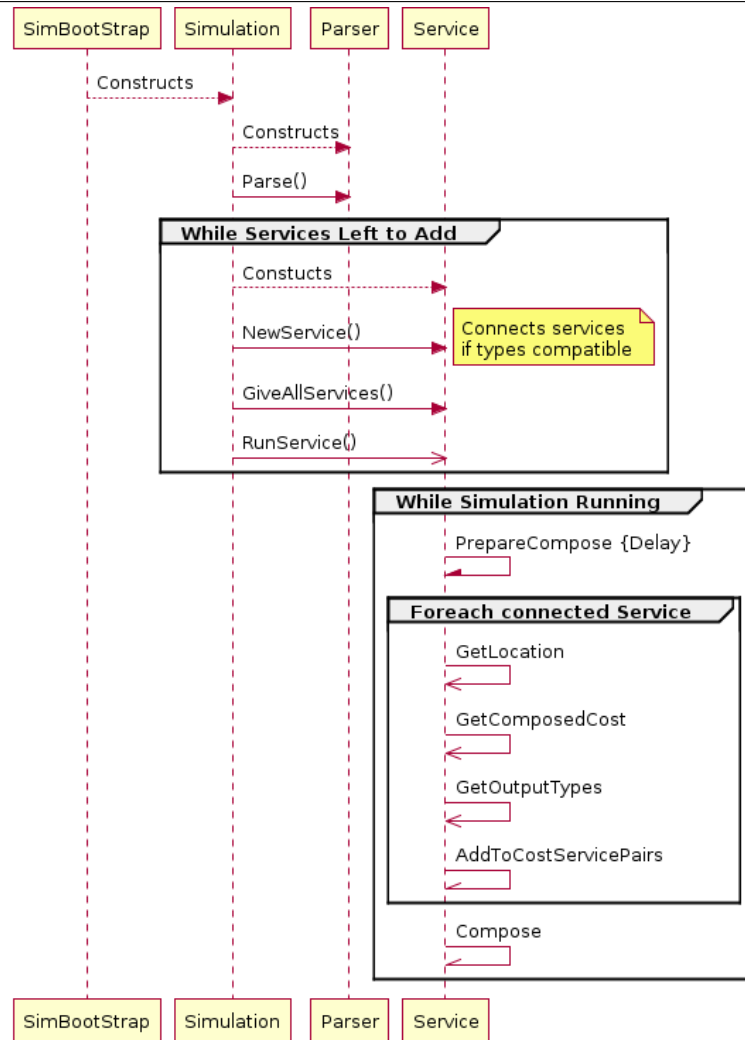 SimBootStrap Simulation Parser Service
Constructs
Constructs
Parse()
While Services Left to Add
Constucts
NewService()
Connects services
if types compatible
GiveAllServices()
RunService()
While Simulation Running
PrepareCompose {Delay}
Foreach connected Service
GetLocation
GetComposedCost
GetOutputTypes
AddToCostServicePairs
Compose
SimBootStrap Simulation Parser Service